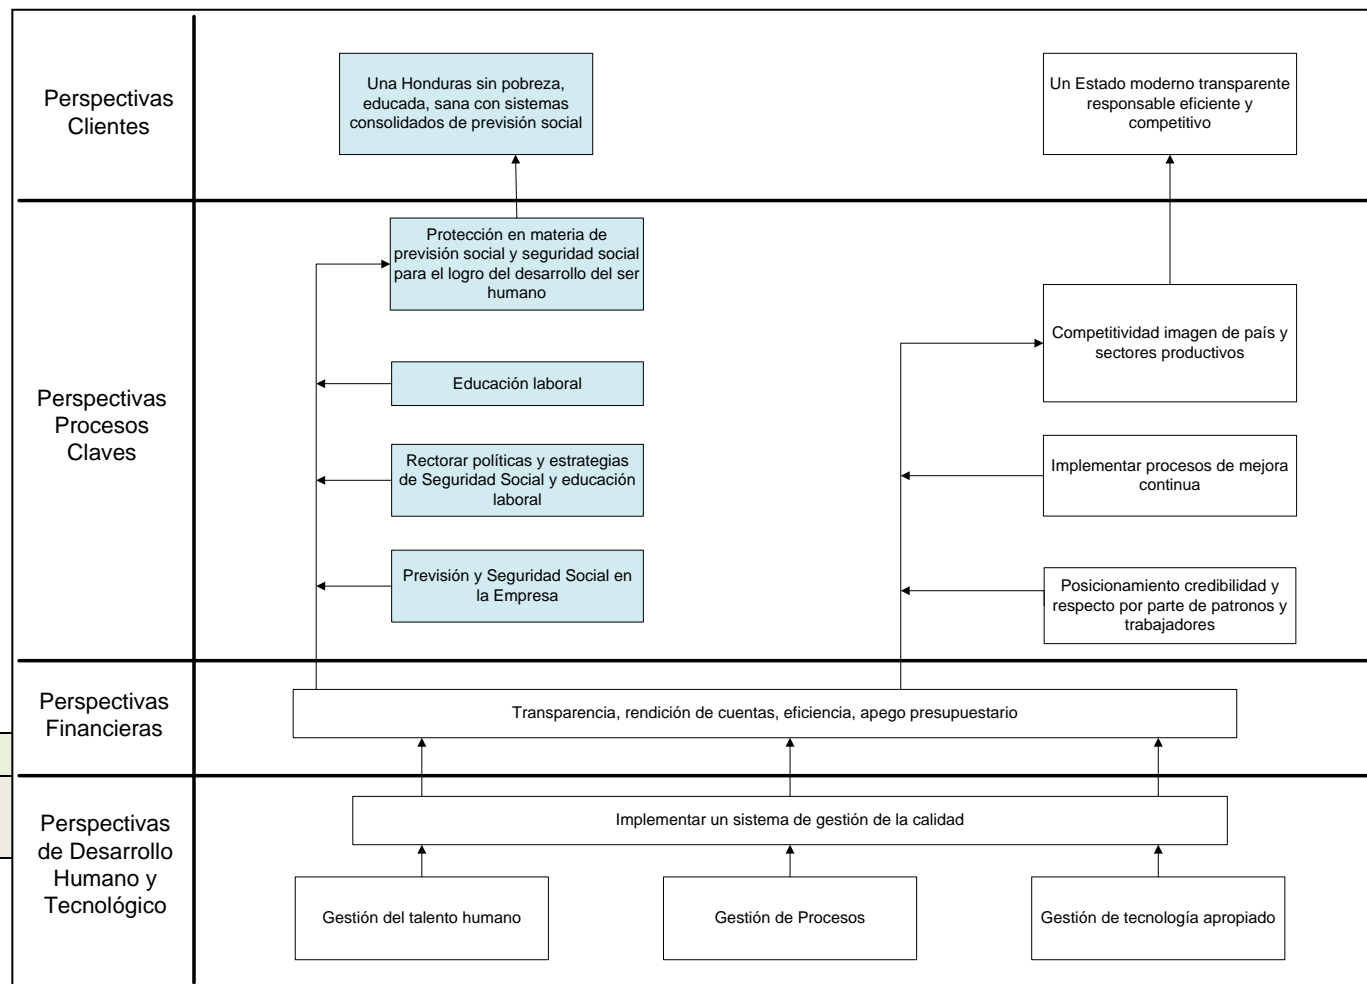 Perspectivas
Clientes
Una Honduras sin pobreza,
educada, sana con sistemas
consolidados de previsión social
Un Estado moderno transparente
responsable eficiente y
competitivo
Perspectivas
Procesos
Claves
Protección en materia de
previsión social y seguridad social
para el logro del desarrollo del ser
humano
Educación laboral
Rectorar políticas y estrategias
de Seguridad Social y educación
laboral
Previsión y Seguridad Social en
la Empresa
Competitividad imagen de país y
sectores productivos
Implementar procesos de mejora
continua
Posicionamiento credibilidad y
respecto por parte de patronos y
trabajadores
Perspectivas
Financieras
Transparencia, rendición de cuentas, eficiencia, apego presupuestario
Perspectivas
de Desarrollo
Humano y
Tecnológico
Implementar un sistema de gestión de la calidad
Gestión del talento humano
Gestión de Procesos
Gestión de tecnología apropiado